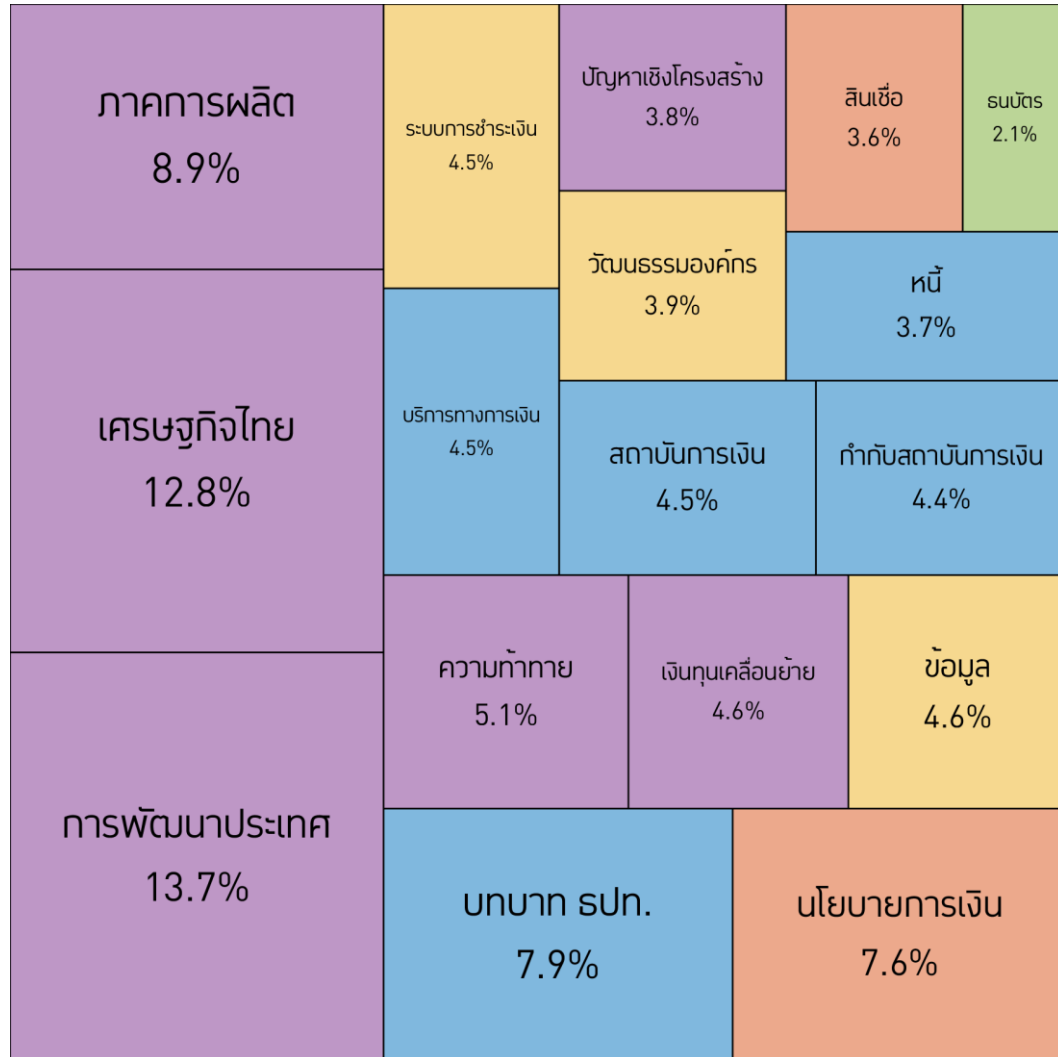 ภาคการผลิต
8.9%
เศรษฐกิจไทย
12.8%
การพัฒนาประเทศ
13.7%
ระบบการชำระเงิน
4.5%
บริการทางการเงิน
4.5%
ปัญหาเชิงโครงสร้าง
3.8%
วัฒนธรรมองค์กร
3.9%
สินเชื่อ
3.6%
ธนบัตร
2.1%
หนี้
3.7%
สถาบันการเงิน
4.5%
กำกับสถาบันการเงิน
4.4%
ความท้าทาย
5.1%
เงินทุนเคลื่อนย้าย
4.6%
ข้อมูล
4.6%
บทบาท ธปท.
7.9%
นโยบายการเงิน
7.6%